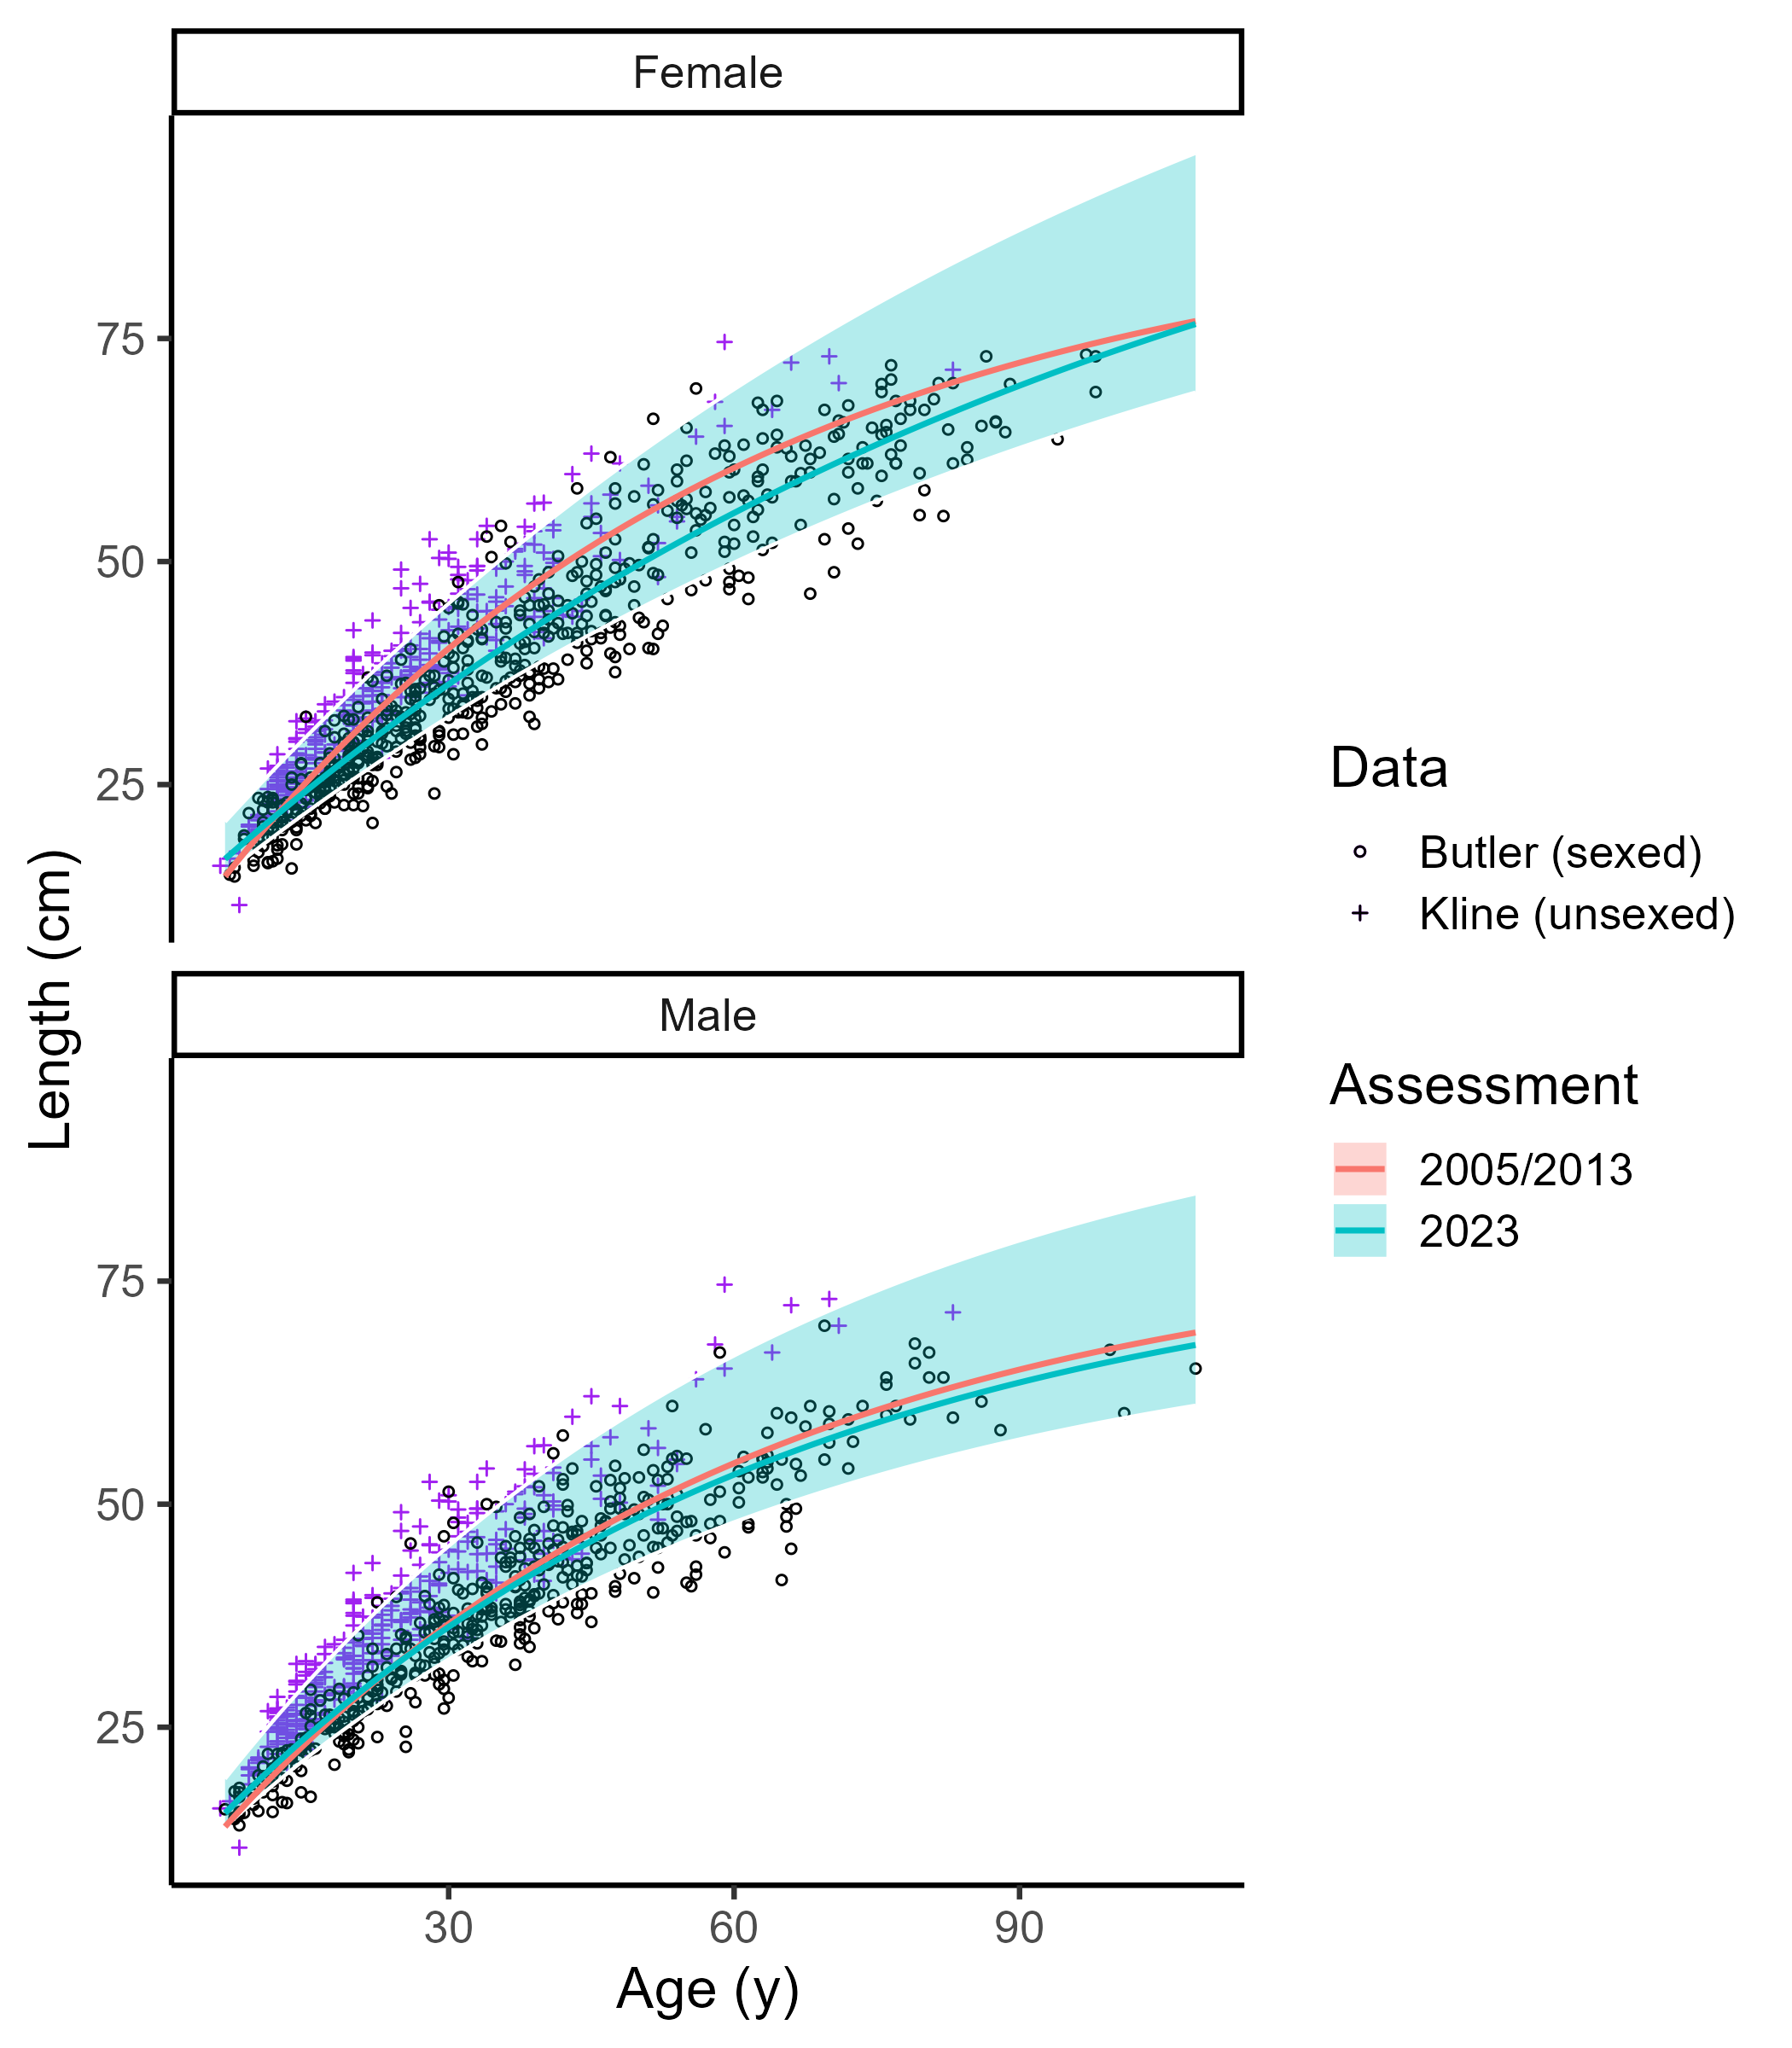 Female
75
50
25
Length (cm)
Male
75
50
25
30 60 90
Age (y)
Data
Butler (sexed)
Kline (unsexed)
Assessment
2005/2013
2023